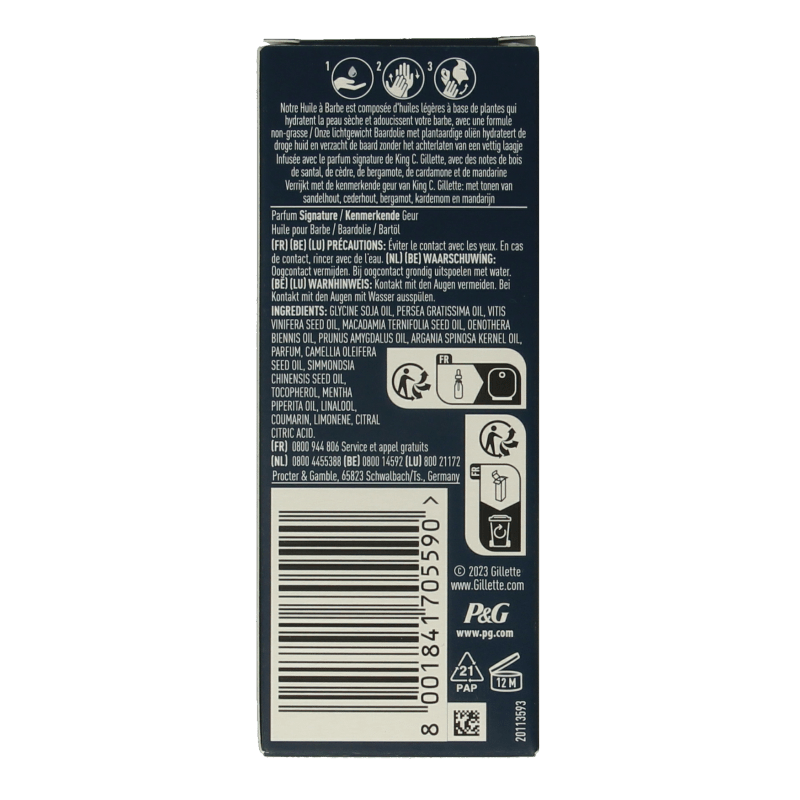 1 2 3
Notre Huile à Barbe est composée d'huiles légères à base de plantes qui
hydratent la peau sèche et adoucissent votre barbe, avec une formule
non-grasse / Onze lichtgewicht Baardolie met plantaardige oliën hydrateert de
droge huid en verzacht de baard zonder het achterlaten van een vettig laagje
Infusée avec le parfum signature de King C. Gillette, avec des notes de bois
de santal, de cèdre, de bergamote, de cardamone et de mandarine
Verrijkt met de kenmerkende geur van King C. Gillette: met tonen van
sandelhout, cederhout, bergamot, kardemom en mandarijn
Parfum Signature / Kenmerkende Geur
Huile pour Barbe / Baardolie / Bartöl
(FR) (BE) (LU) PRÉCAUTIONS: Éviter le contact avec les yeux. En cas
de contact, rincer avec de l'eau. (NL) (BE) WAARSCHUWING:
Oogcontact vermijden. Bij oogcontact grondig uitspoelen met water.
(BE) (LU) WARNHINWEIS: Kontakt mit den Augen vermeiden. Bei
Kontakt mit den Augen mit Wasser ausspülen.
INGREDIENTS: GLYCINE SOJA OIL, PERSEA GRATISSIMA OIL, VITIS
VINIFERA SEED OIL, MACADAMIA TERNIFOLIA SEED OIL, OENOTHERA
BIENNIS OIL, PRUNUS AMYGDALUS OIL, ARGANIA SPINOSA KERNEL OIL,
PARFUM, CAMELLIA OLEIFERA
SEED OIL, SIMMONDSIA
CHINENSIS SEED OIL,
TOCOPHEROL, MENTHA
PIPERITA OIL, LINALOOL,
COUMARIN, LIMONENE, CITRAL
CITRIC ACID.
FR
(FR) 0800 944 806 Service et appel gratuits
(NL) 0800 4455388 (BE) 0800 14592 (LU) 800 21172
Procter & Gamble, 65823 Schwalbach/Ts., Germany
FR
8 001841 705590 >
© 2023 Gillette
www.Gillette.com
P&G
www.pg.com
21
PAP
12 M
20113593